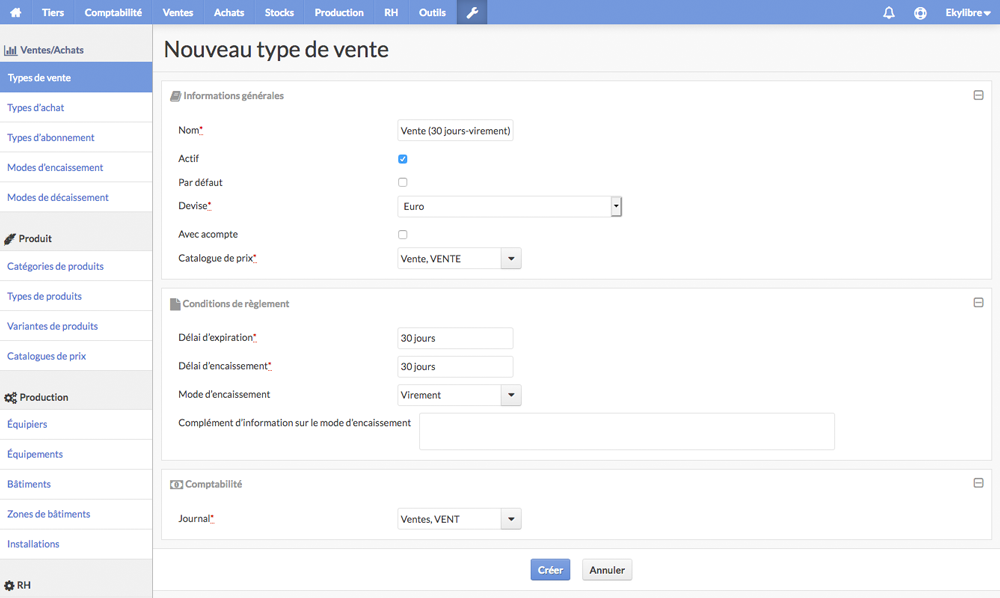 Tiers Comptabilité Ventes Achats Stocks Production RH Outils Ekylibre
Ventes/Achats
Types de vente
Types d'achat
Types d'abonnement
Modes d'encaissement
Modes de décaissement
Produit
Catégories de produits
Types de produits
Variantes de produits
Catalogues de prix
Production
Équipiers
Équipements
Bâtiments
Zones de bâtiments
Installations
RH
Nouveau type de vente
Informations générales
Nom* Vente (30 jours-virement)
Actif
Par défaut
Devise* Euro
Avec acompte
Catalogue de prix* Vente, VENTE
Conditions de règlement
Délai d'expiration* 30 jours
Délai d'encaissement* 30 jours
Mode d'encaissement Virement
Complément d'information sur le mode d'encaissement
Comptabilité
Journal* Ventes, VENT
Créer Annuler